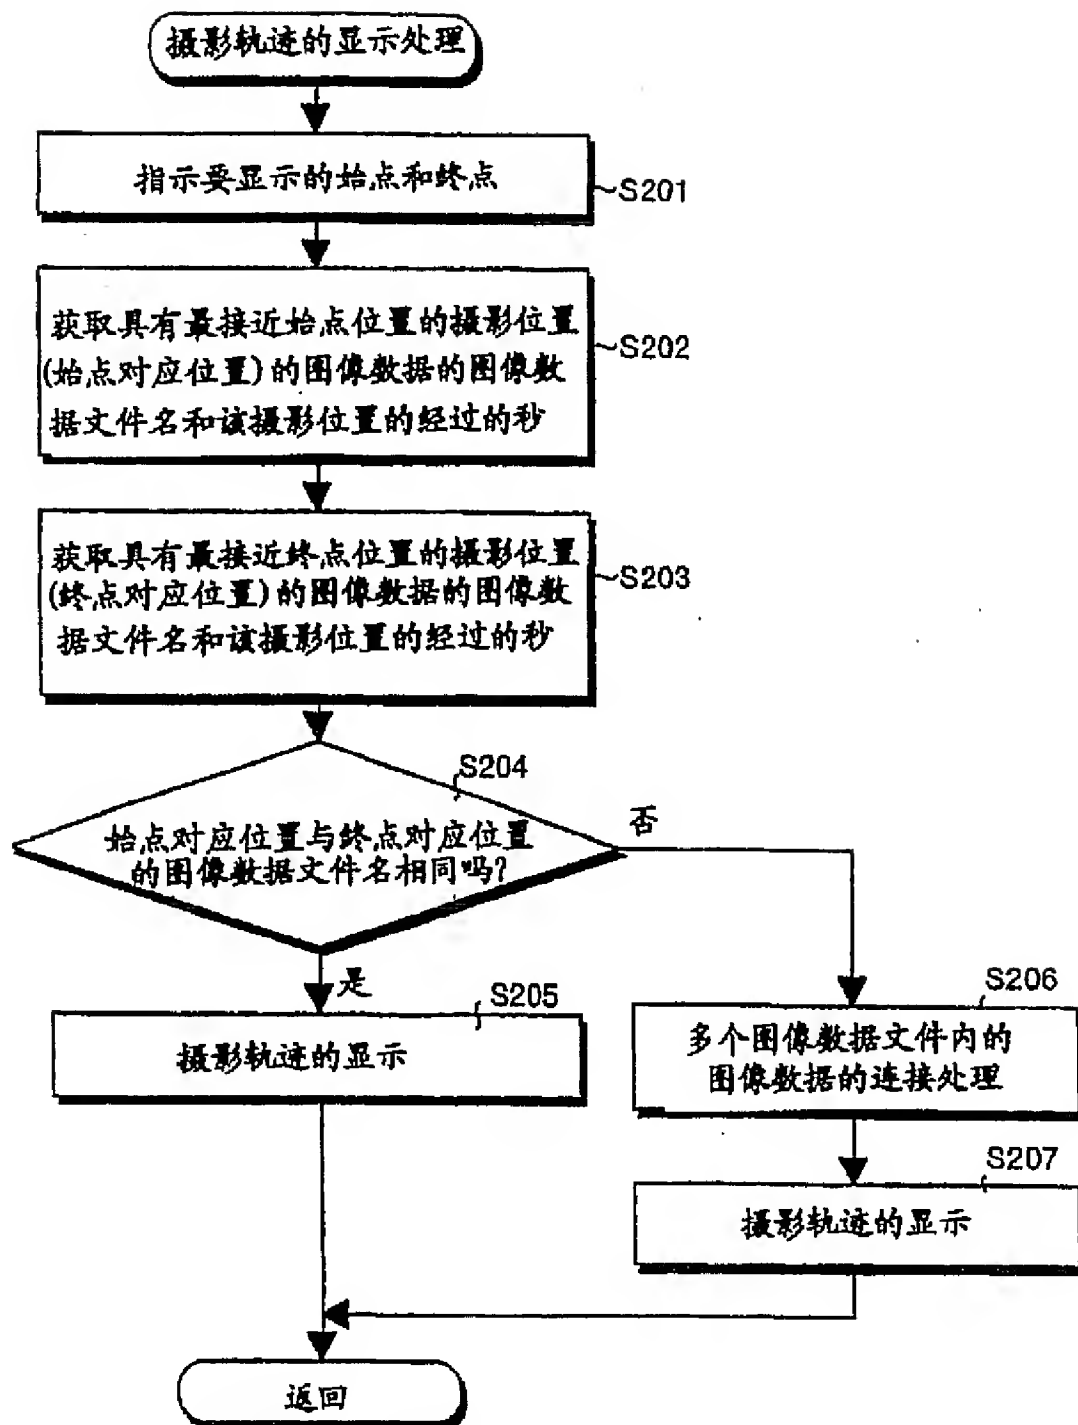 摄影轨迹的显示处理
指示要显示的始点和终点
S201
获取具有最接近始点位置的摄影位置
(始点对应位置)的图像数据的图像数
据文件名和该摄影位置的经过的秒
S202
获取具有最接近终点位置的摄影位置
(终点对应位置)的图像数据的图像数
据文件名和该摄影位置的经过的秒
S203
S204
始点对应位置与终点对应位置
的图像数据文件名相同吗?
否
是
S205
摄影轨迹的显示
S206
多个图像数据文件内的
图像数据的连接处理
S207
摄影轨迹的显示
返回